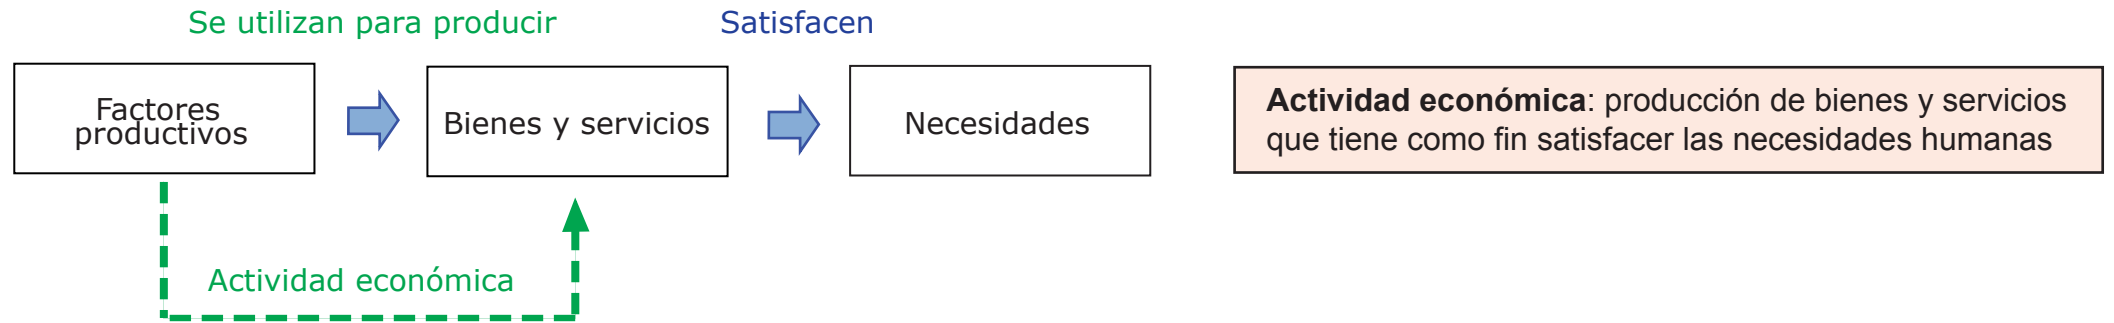 Se utilizan para producir
Satisfacen
Factores
productivos
Bienes y servicios
Necesidades
Actividad económica: producción de bienes y servicios
que tiene como fin satisfacer las necesidades humanas
Actividad económica